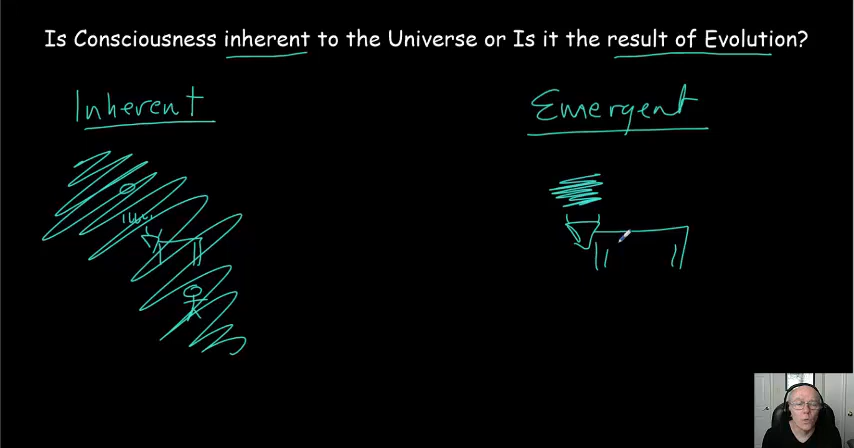 Is Consciousness inherent to the Universe or Is it the result of Evolution?
Inherent
Emergent